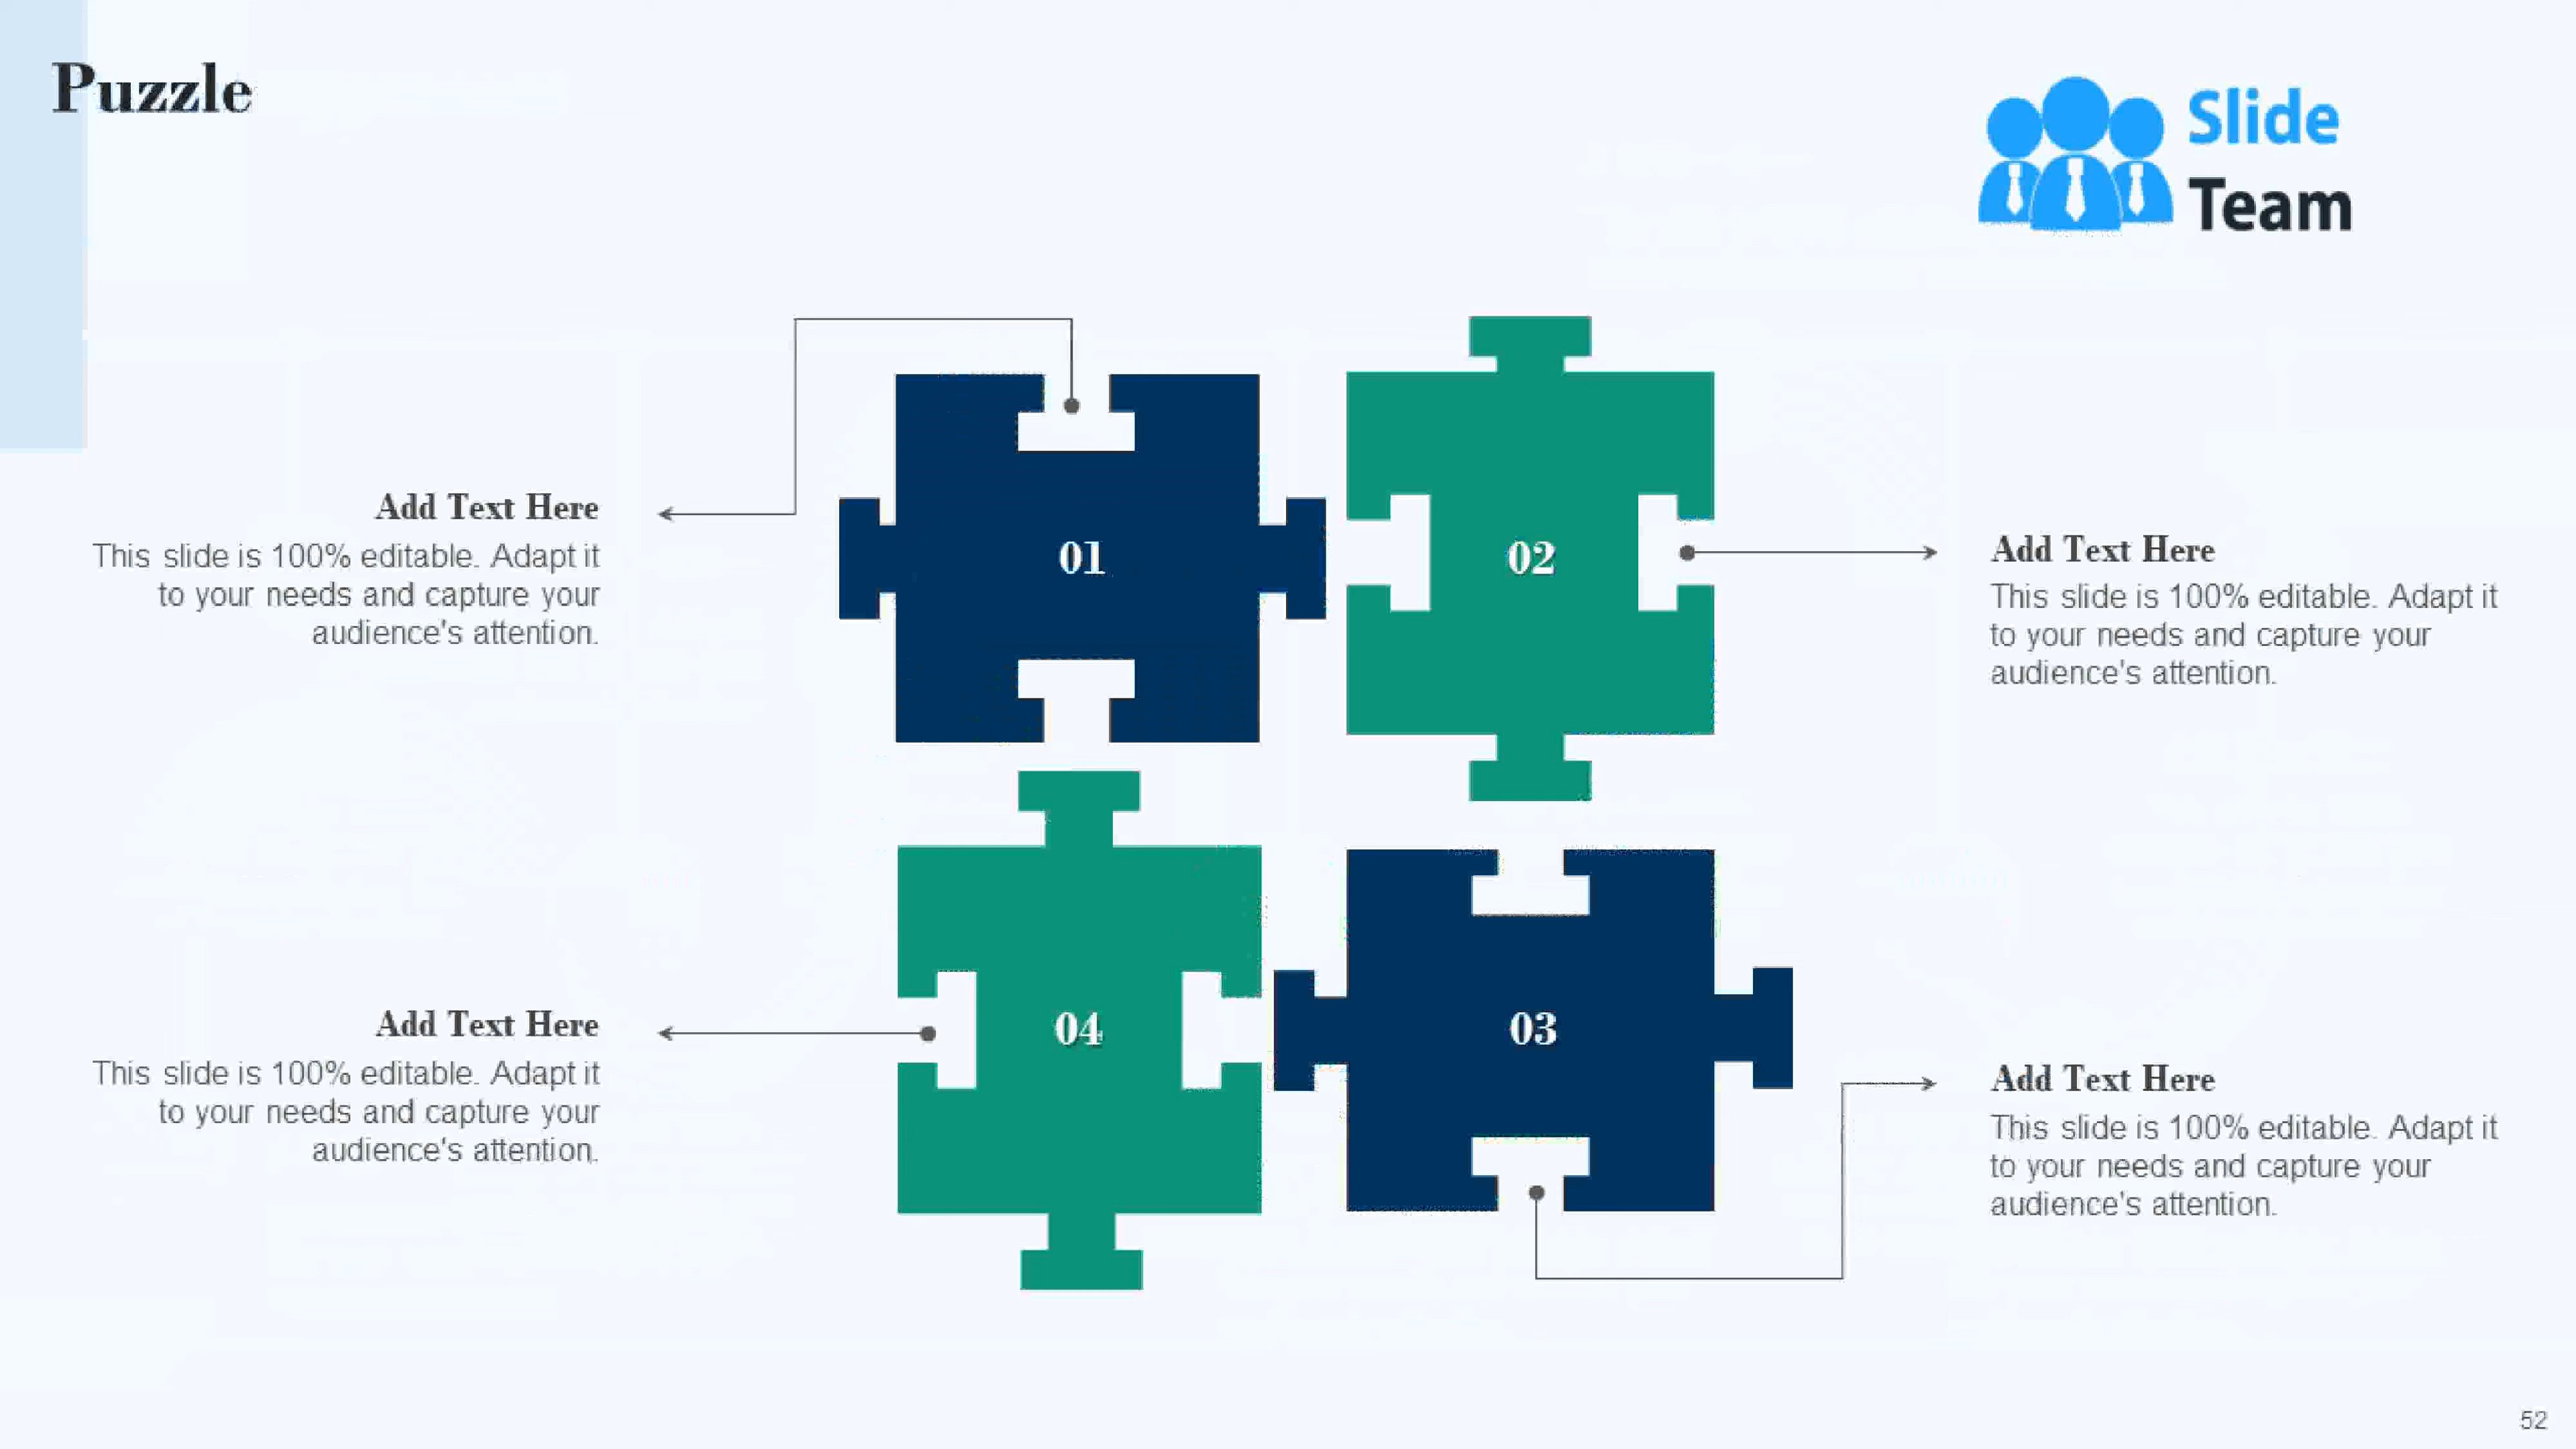 Puzzle
Slide
Team
Add Text Here
This slide is 100% editable. Adapt it
to your needs and capture your
audience's attention.
01
02
Add Text Here
This slide is 100% editable. Adapt it
to your needs and capture your
audience's attention.
Add Text Here
This slide is 100% editable. Adapt it
to your needs and capture your
audience's attention.
04
03
Add Text Here
This slide is 100% editable. Adapt it
to your needs and capture your
audience's attention.
52